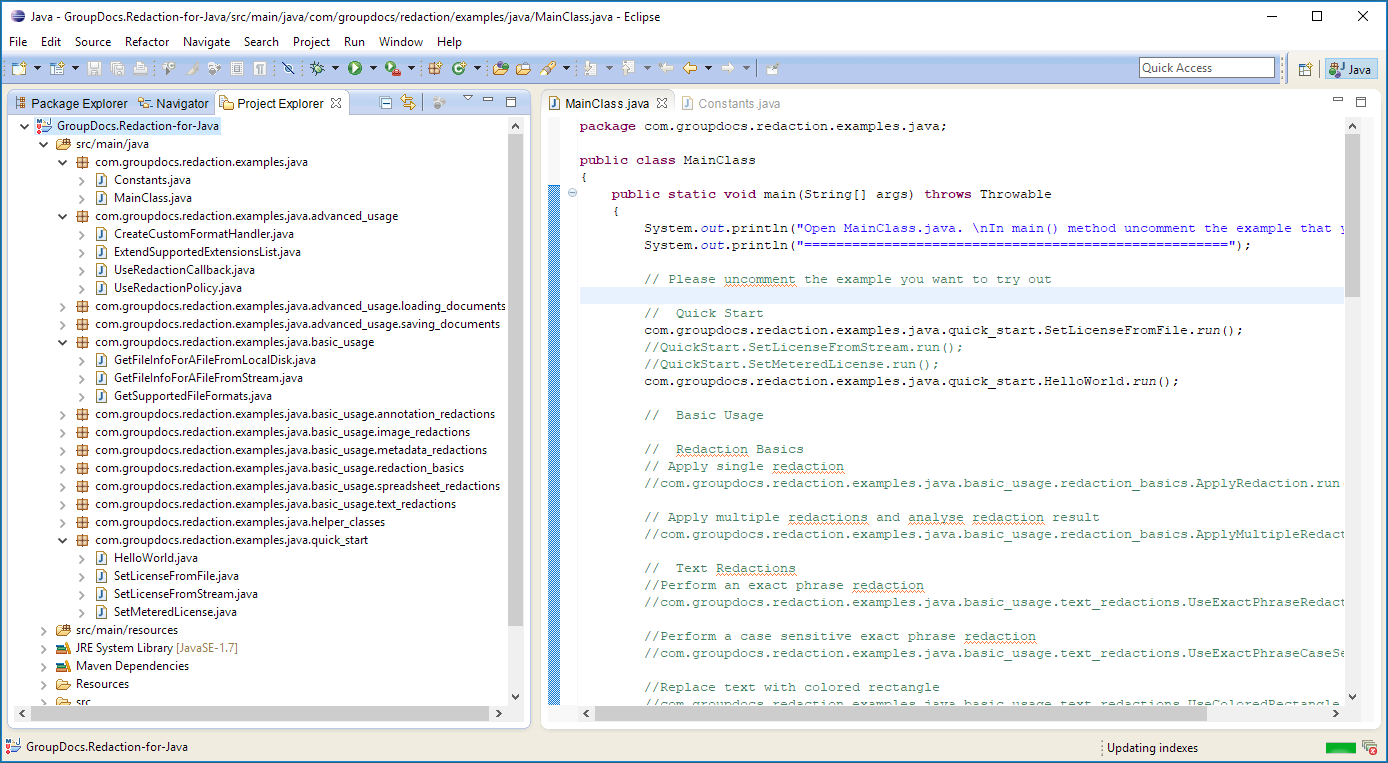 Java - GroupDocs.Redaction-for-Java/src/main/java/com/groupdocs/redaction/examples/java/MainClass.java - Eclipse
File Edit Source Refactor Navigate Search Project Run Window Help
Quick Access
Java
Package Explorer Navigator Project Explorer
GroupDocs.Redaction-for-Java
src/main/java
com.groupdocs.redaction.examples.java
Constants.java
MainClass.java
com.groupdocs.redaction.examples.java.advanced_usage
CreateCustomFormatHandler.java
ExtendSupportedExtensionsList.java
UseRedactionCallback.java
UseRedactionPolicy.java
com.groupdocs.redaction.examples.java.advanced_usage.loading_documents
com.groupdocs.redaction.examples.java.advanced_usage.saving_documents
com.groupdocs.redaction.examples.java.basic_usage
GetFileInfoForAFileFromLocalDisk.java
GetFileInfoForAFileFromStream.java
GetSupportedFileFormats.java
com.groupdocs.redaction.examples.java.basic_usage.annotation_redactions
com.groupdocs.redaction.examples.java.basic_usage.image_redactions
com.groupdocs.redaction.examples.java.basic_usage.metadata_redactions
com.groupdocs.redaction.examples.java.basic_usage.redaction_basics
com.groupdocs.redaction.examples.java.basic_usage.spreadsheet_redactions
com.groupdocs.redaction.examples.java.basic_usage.text_redactions
com.groupdocs.redaction.examples.java.helper_classes
com.groupdocs.redaction.examples.java.quick_start
HelloWorld.java
SetLicenseFromFile.java
SetLicenseFromStream.java
SetMeteredLicense.java
src/main/resources
JRE System Library [JavaSE-1.7]
Maven Dependencies
Resources
src
MainClass.java Constants.java
package com.groupdocs.redaction.examples.java;
public class MainClass
{
public static void main(String[] args) throws Throwable
{
System.out.println("Open MainClass.java. \nIn main() method uncomment the example that y
System.out.println("=====================================================");
// Please uncomment the example you want to try out
// Quick Start
com.groupdocs.redaction.examples.java.quick_start.SetLicenseFromFile.run();
//QuickStart.SetLicenseFromStream.run();
//QuickStart.SetMeteredLicense.run();
com.groupdocs.redaction.examples.java.quick_start.HelloWorld.run();
// Basic Usage
// Redaction Basics
// Apply single redaction
//com.groupdocs.redaction.examples.java.basic_usage.redaction_basics.ApplyRedaction.run
// Apply multiple redactions and analyse redaction result
//com.groupdocs.redaction.examples.java.basic_usage.redaction_basics.ApplyMultipleRedact
// Text Redactions
//Perform an exact phrase redaction
//com.groupdocs.redaction.examples.java.basic_usage.text_redactions.UseExactPhraseRedact
//Perform a case sensitive exact phrase redaction
//com.groupdocs.redaction.examples.java.basic_usage.text_redactions.UseExactPhraseCaseSe
//Replace text with colored rectangle
//com.groupdocs.redaction.examples.java.basic_usage.text_redactions.UseColoredRectangle
GroupDocs.Redaction-for-Java
Updating indexes